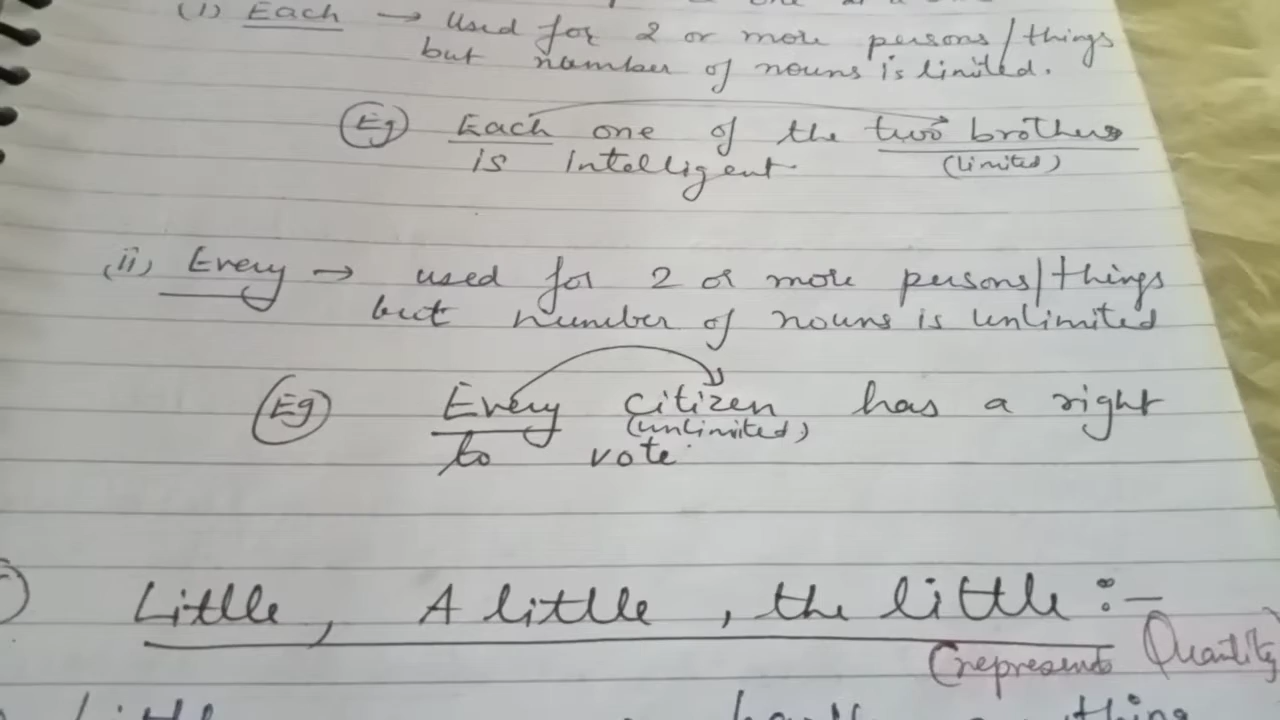 (i) Each → used for 2 or more persons/things
but number of nouns is limited.
Eg Each one of the two brothers
is intelligent (limited)
(ii) Every → used for 2 or more persons/things
but number of nouns is unlimited
Eg Every citizen has a right
(unlimited)
to vote.
Little, A little, the little :-
(represents Quantity)